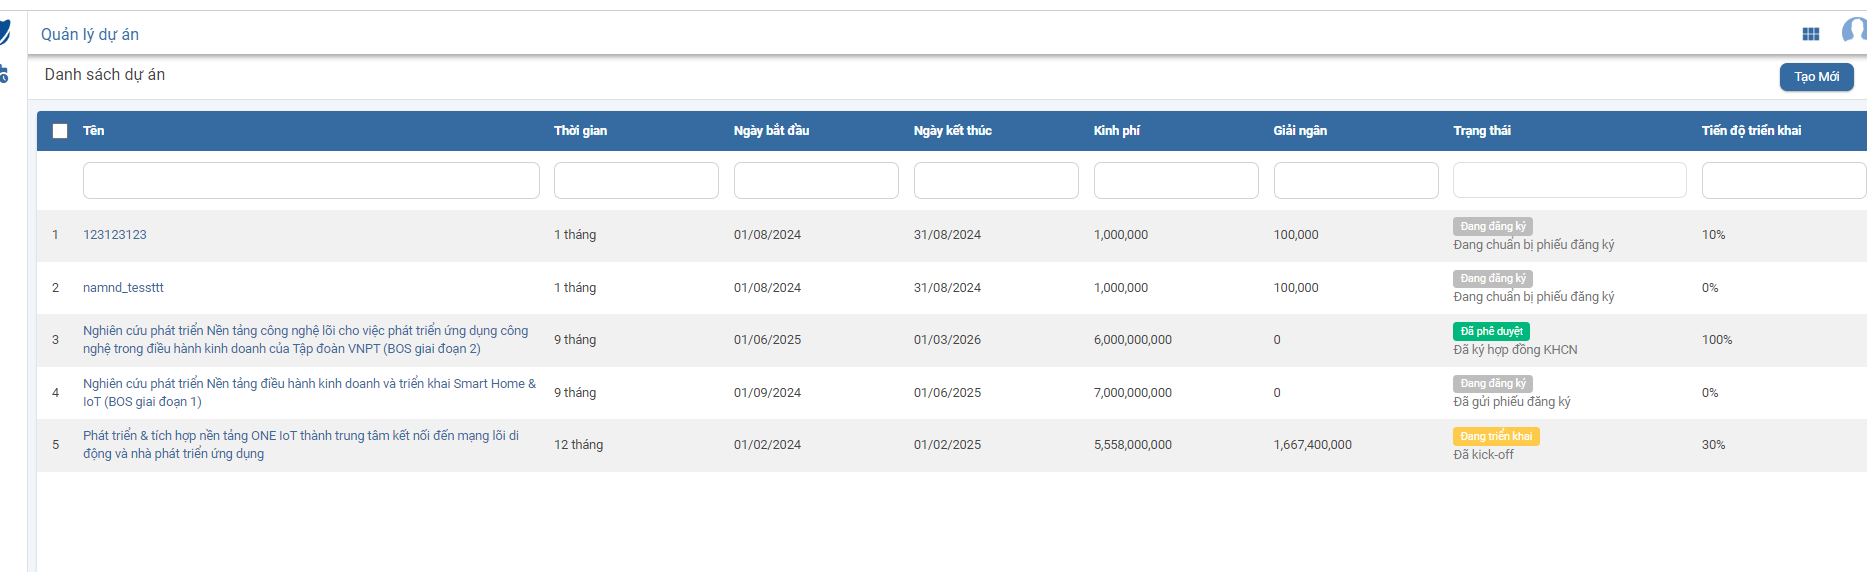 Quản lý dự án
Danh sách dự án
Tạo Mới
Tên Thời gian Ngày bắt đầu Ngày kết thúc Kinh phí Giải ngân Trạng thái Tiến độ triển khai
1 123123123 1 tháng 01/08/2024 31/08/2024 1,000,000 100,000 Đang đăng ký 10%
Đang chuẩn bị phiếu đăng ký
2 namnd_tessttt 1 tháng 01/08/2024 31/08/2024 1,000,000 100,000 Đang đăng ký 0%
Đang chuẩn bị phiếu đăng ký
3 Nghiên cứu phát triển Nền tảng công nghệ lõi cho việc phát triển ứng dụng công 9 tháng 01/06/2025 01/03/2026 6,000,000,000 0 Đã phê duyệt 100%
nghệ trong điều hành kinh doanh của Tập đoàn VNPT (BOS giai đoạn 2) Đã ký hợp đồng KHCN
4 Nghiên cứu phát triển Nền tảng điều hành kinh doanh và triển khai Smart Home & 9 tháng 01/09/2024 01/06/2025 7,000,000,000 0 Đang đăng ký 0%
IoT (BOS giai đoạn 1) Đã gửi phiếu đăng ký
5 Phát triển & tích hợp nền tảng ONE IoT thành trung tâm kết nối đến mạng lõi di 12 tháng 01/02/2024 01/02/2025 5,558,000,000 1,667,400,000 Đang triển khai 30%
động và nhà phát triển ứng dụng Đã kick-off